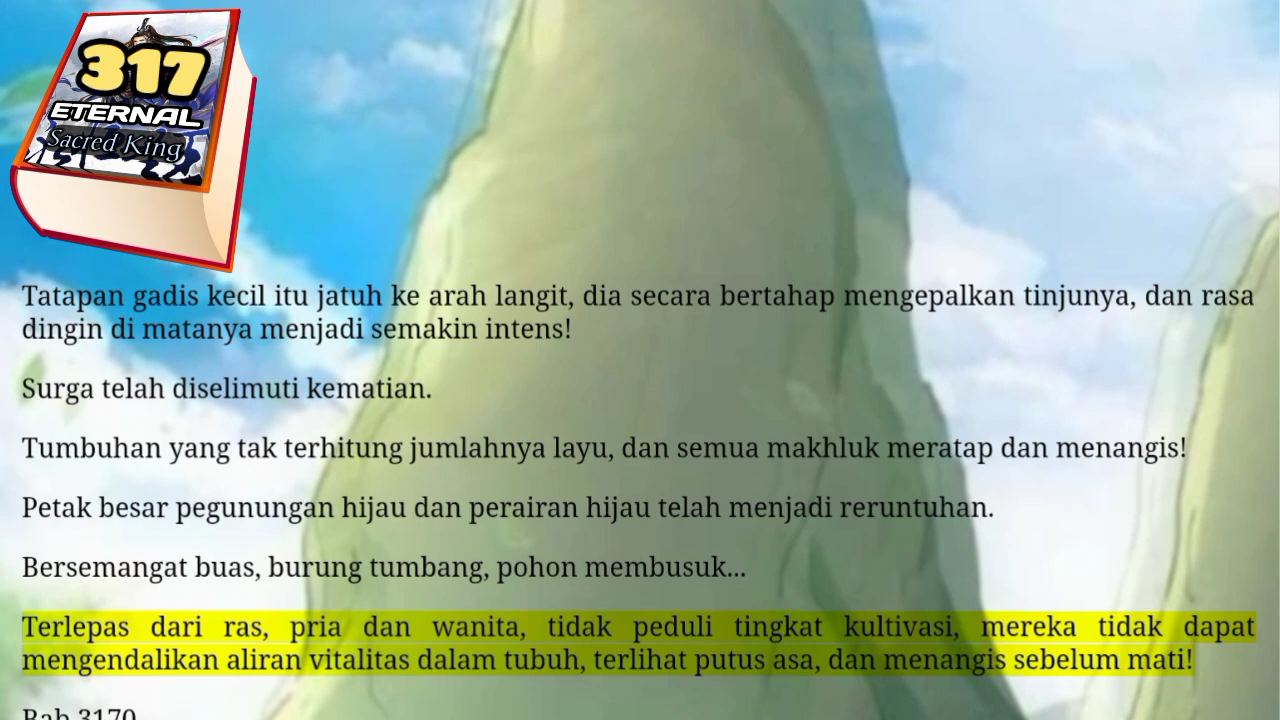 317
ETERNAL
Sacred King
Tatapan gadis kecil itu jatuh ke arah langit, dia secara bertahap mengepalkan tinjunya, dan rasa
dingin di matanya menjadi semakin intens!
Surga telah diselimuti kematian.
Tumbuhan yang tak terhitung jumlahnya layu, dan semua makhluk meratap dan menangis!
Petak besar pegunungan hijau dan perairan hijau telah menjadi reruntuhan.
Bersemangat buas, burung tumbang, pohon membusuk...
Terlepas dari ras, pria dan wanita, tidak peduli tingkat kultivasi, mereka tidak dapat
mengendalikan aliran vitalitas dalam tubuh, terlihat putus asa, dan menangis sebelum mati!
Bab 3170